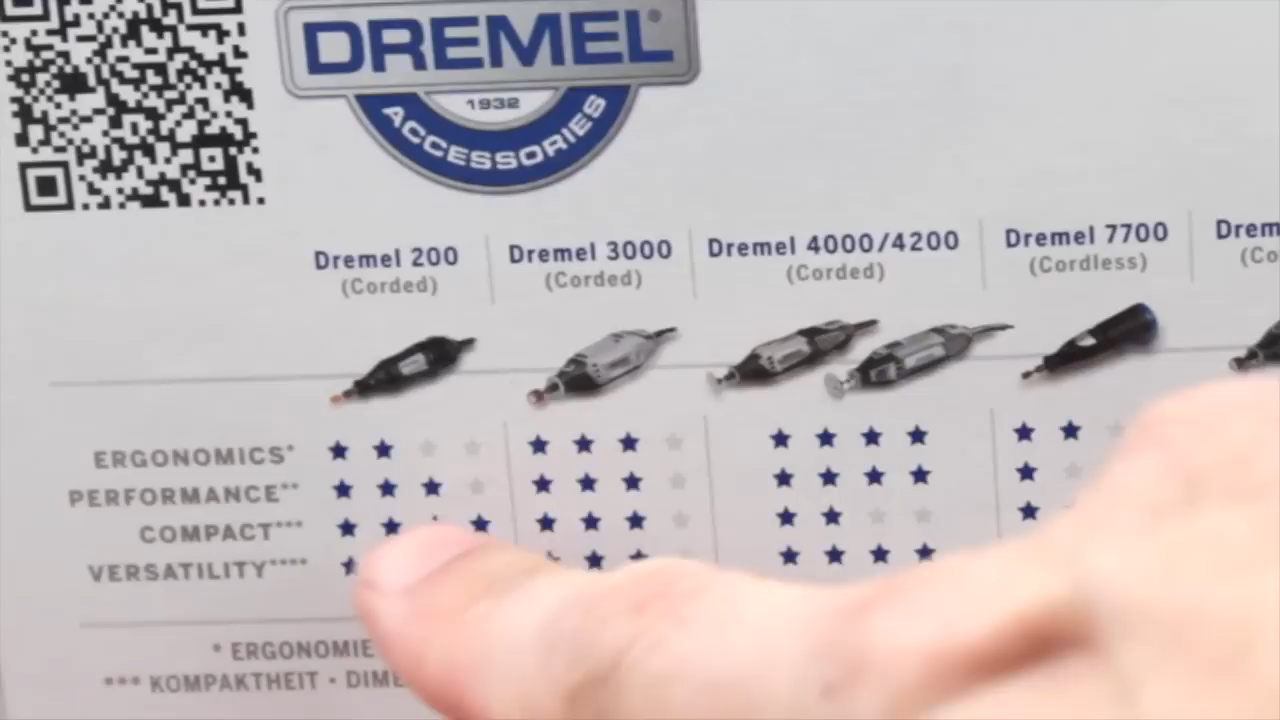 DREMEL®
1932
ACCESSORIES
Dremel 200
(Corded)
Dremel 3000
(Corded)
Dremel 4000/4200
(Corded)
Dremel 7700
(Cordless)
ERGONOMICS*
PERFORMANCE**
COMPACT***
VERSATILITY****
* ERGONOMIE
*** KOMPAKTHEIT ·